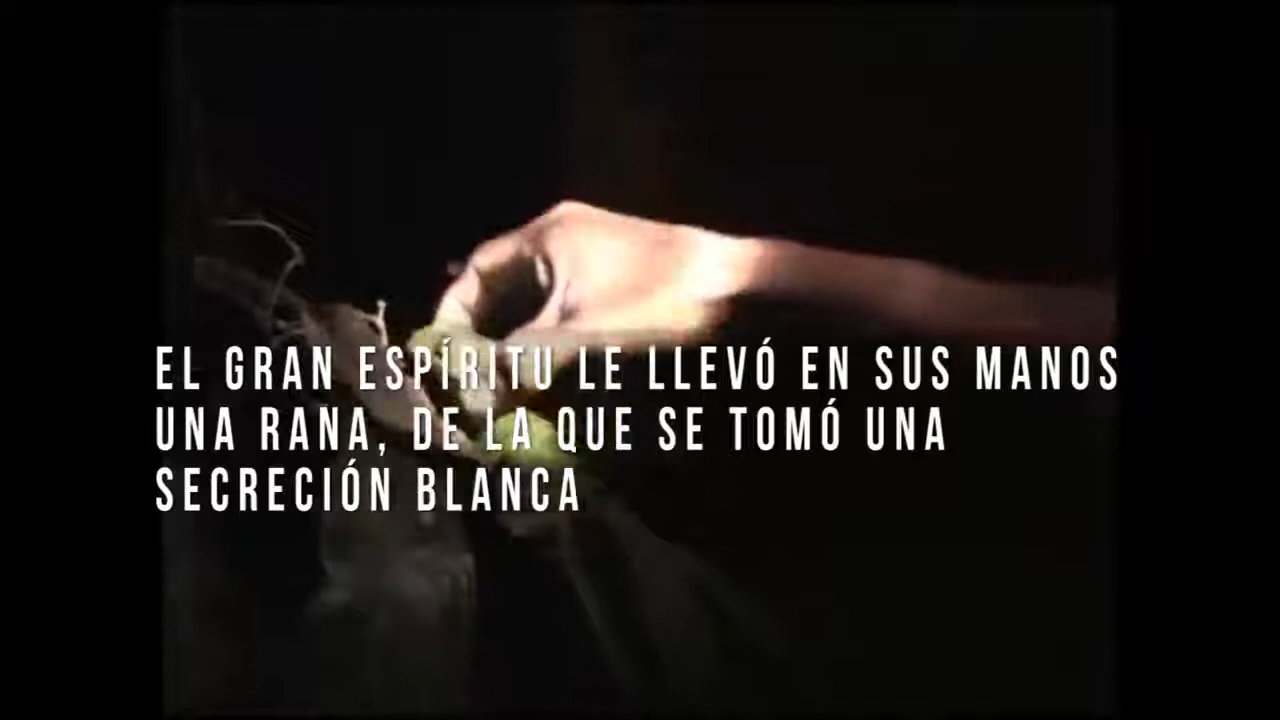 EL GRAN ESPÍRITU LE LLEVÓ EN SUS MANOS
UNA RANA, DE LA QUE SE TOMÓ UNA
SECRECIÓN BLANCA